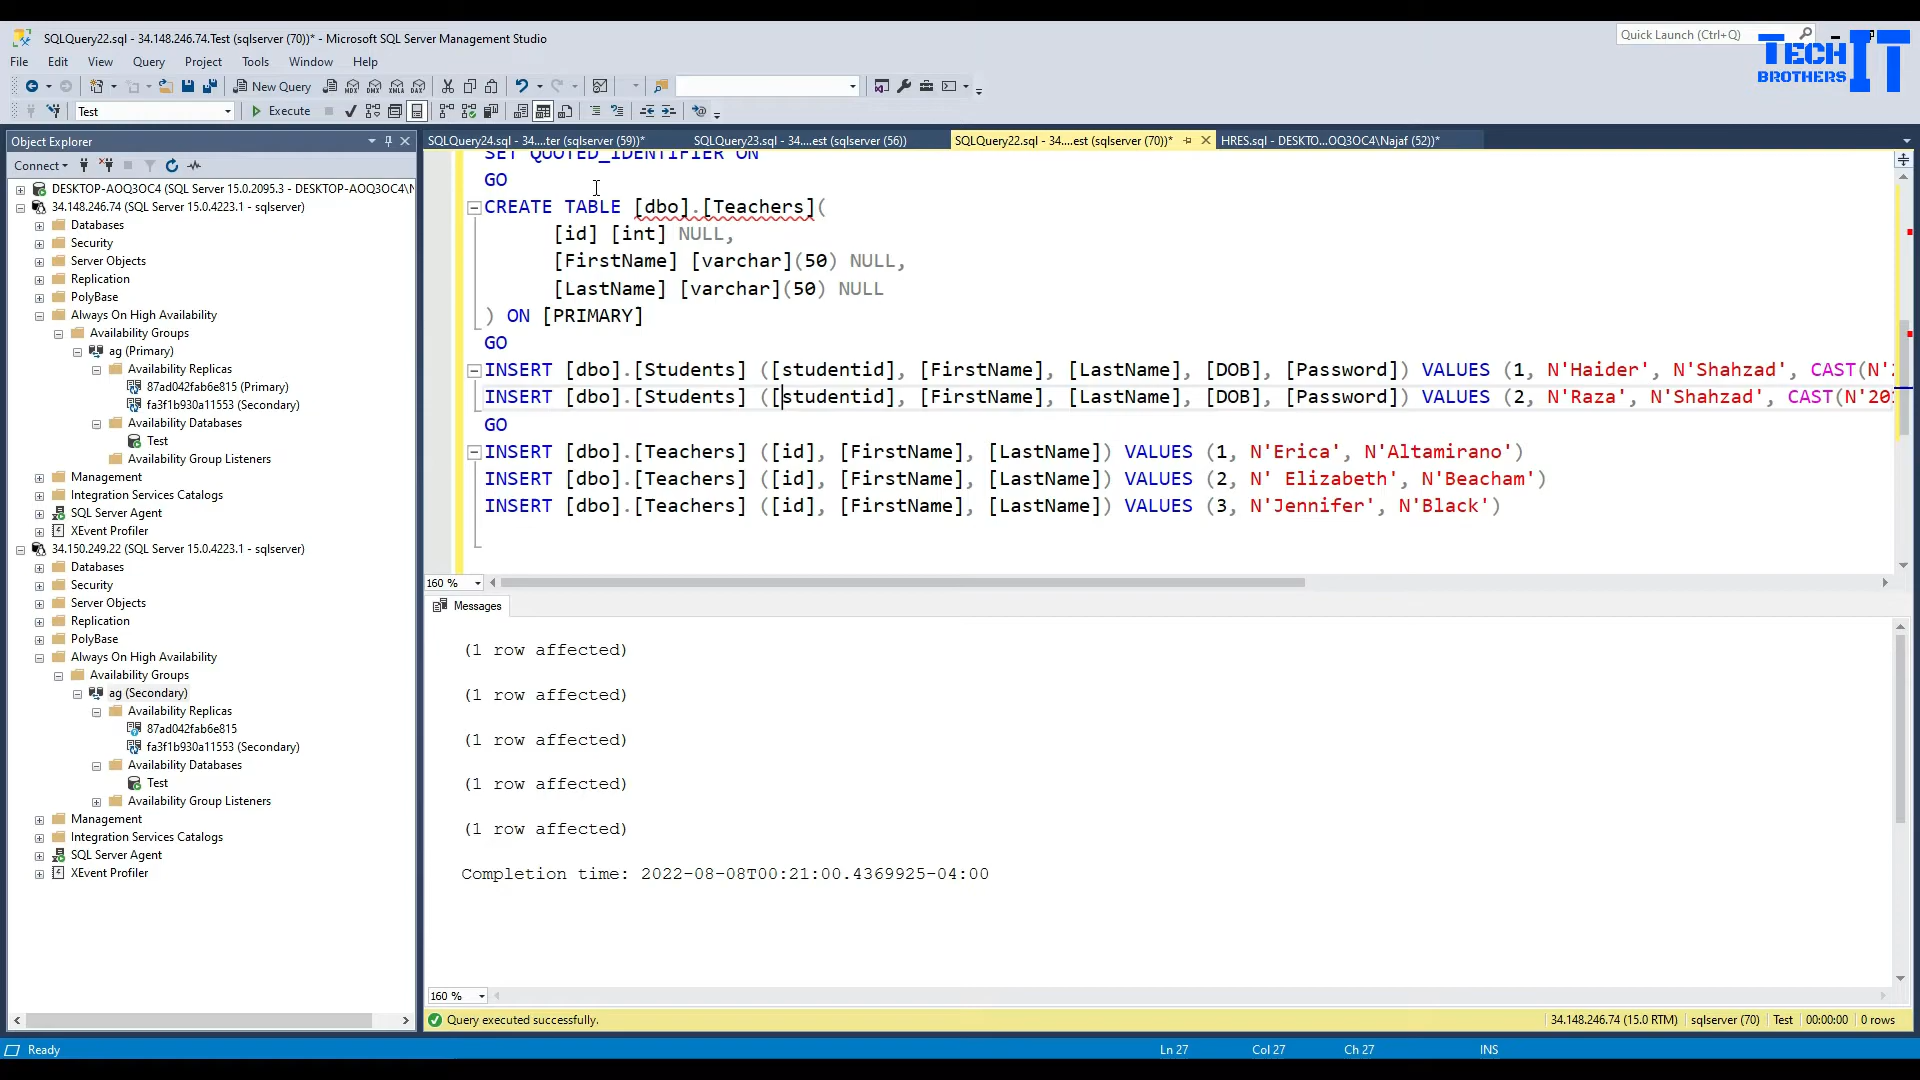 SQLQuery22.sql - 34.148.246.74.Test (sqlserver (70))* - Microsoft SQL Server Management Studio
Quick Launch (Ctrl+Q)
TECH IT
BROTHERS
File Edit View Query Project Tools Window Help
New Query
Test
Execute
Object Explorer
SQLQuery24.sql - 34....ter (sqlserver (59))*
SQLQuery23.sql - 34....est (sqlserver (56))
SQLQuery22.sql - 34....est (sqlserver (70))*
HRES.sql - DESKTO...OQ3OC4\Najaf (52))*
Connect
DESKTOP-AOQ3OC4 (SQL Server 15.0.2095.3 - DESKTOP-AOQ3OC4\N
34.148.246.74 (SQL Server 15.0.4223.1 - sqlserver)
Databases
Security
Server Objects
Replication
PolyBase
Always On High Availability
Availability Groups
ag (Primary)
Availability Replicas
87ad042fab6e815 (Primary)
fa3f1b930a11553 (Secondary)
Availability Databases
Test
Availability Group Listeners
Management
Integration Services Catalogs
SQL Server Agent
XEvent Profiler
34.150.249.22 (SQL Server 15.0.4223.1 - sqlserver)
Databases
Security
Server Objects
Replication
PolyBase
Always On High Availability
Availability Groups
ag (Secondary)
Availability Replicas
87ad042fab6e815
fa3f1b930a11553 (Secondary)
Availability Databases
Test
Availability Group Listeners
Management
Integration Services Catalogs
SQL Server Agent
XEvent Profiler
SET QUOTED_IDENTIFIER ON
GO
CREATE TABLE [dbo].[Teachers](
[id] [int] NULL,
[FirstName] [varchar](50) NULL,
[LastName] [varchar](50) NULL
) ON [PRIMARY]
GO
INSERT [dbo].[Students] ([studentid], [FirstName], [LastName], [DOB], [Password]) VALUES (1, N'Haider', N'Shahzad', CAST(N'
INSERT [dbo].[Students] ([studentid], [FirstName], [LastName], [DOB], [Password]) VALUES (2, N'Raza', N'Shahzad', CAST(N'20
GO
INSERT [dbo].[Teachers] ([id], [FirstName], [LastName]) VALUES (1, N'Erica', N'Altamirano')
INSERT [dbo].[Teachers] ([id], [FirstName], [LastName]) VALUES (2, N' Elizabeth', N'Beacham')
INSERT [dbo].[Teachers] ([id], [FirstName], [LastName]) VALUES (3, N'Jennifer', N'Black')
160 %
Messages
(1 row affected)
(1 row affected)
(1 row affected)
(1 row affected)
(1 row affected)
Completion time: 2022-08-08T00:21:00.4369925-04:00
160 %
Query executed successfully.
34.148.246.74 (15.0 RTM) sqlserver (70) Test 00:00:00 0 rows
Ready
Ln 27 Col 27 Ch 27 INS